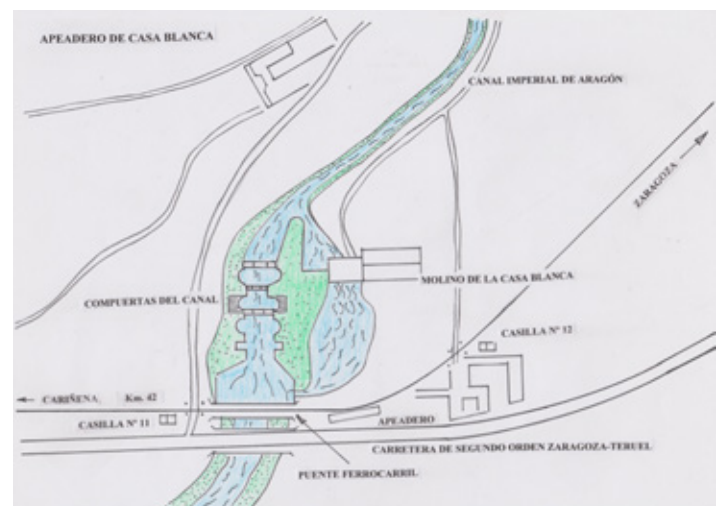 APEADERO DE CASA BLANCA
CANAL IMPERIAL DE ARAGÓN
ZARAGOZA
MOLINO DE LA CASA BLANCA
COMPUERTAS DEL CANAL
CASILLA Nº 12
CARIÑENA Km. 42
APEADERO
CASILLA Nº 11
CARRETERA DE SEGUNDO ORDEN ZARAGOZA-TERUEL
PUENTE FERROCARRIL